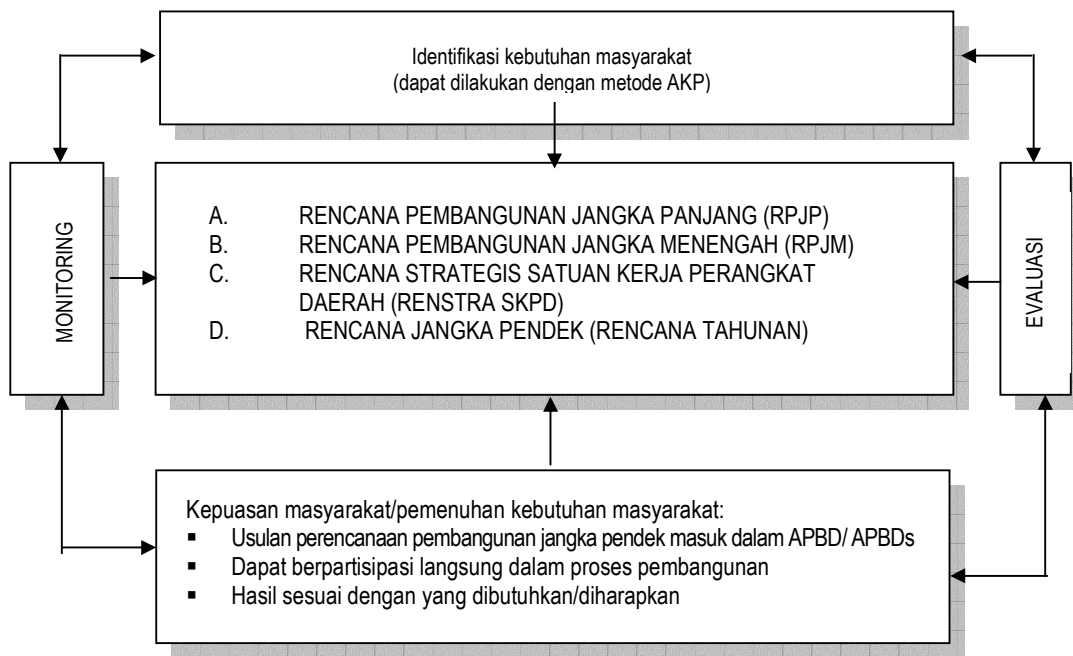 Identifikasi kebutuhan masyarakat
(dapat dilakukan dengan metode AKP)
MONITORING
A. RENCANA PEMBANGUNAN JANGKA PANJANG (RPJP)
B. RENCANA PEMBANGUNAN JANGKA MENENGAH (RPJM)
C. RENCANA STRATEGIS SATUAN KERJA PERANGKAT
DAERAH (RENSTRA SKPD)
D. RENCANA JANGKA PENDEK (RENCANA TAHUNAN)
EVALUASI
Kepuasan masyarakat/pemenuhan kebutuhan masyarakat:
▪ Usulan perencanaan pembangunan jangka pendek masuk dalam APBD/ APBDs
▪ Dapat berpartisipasi langsung dalam proses pembangunan
▪ Hasil sesuai dengan yang dibutuhkan/diharapkan